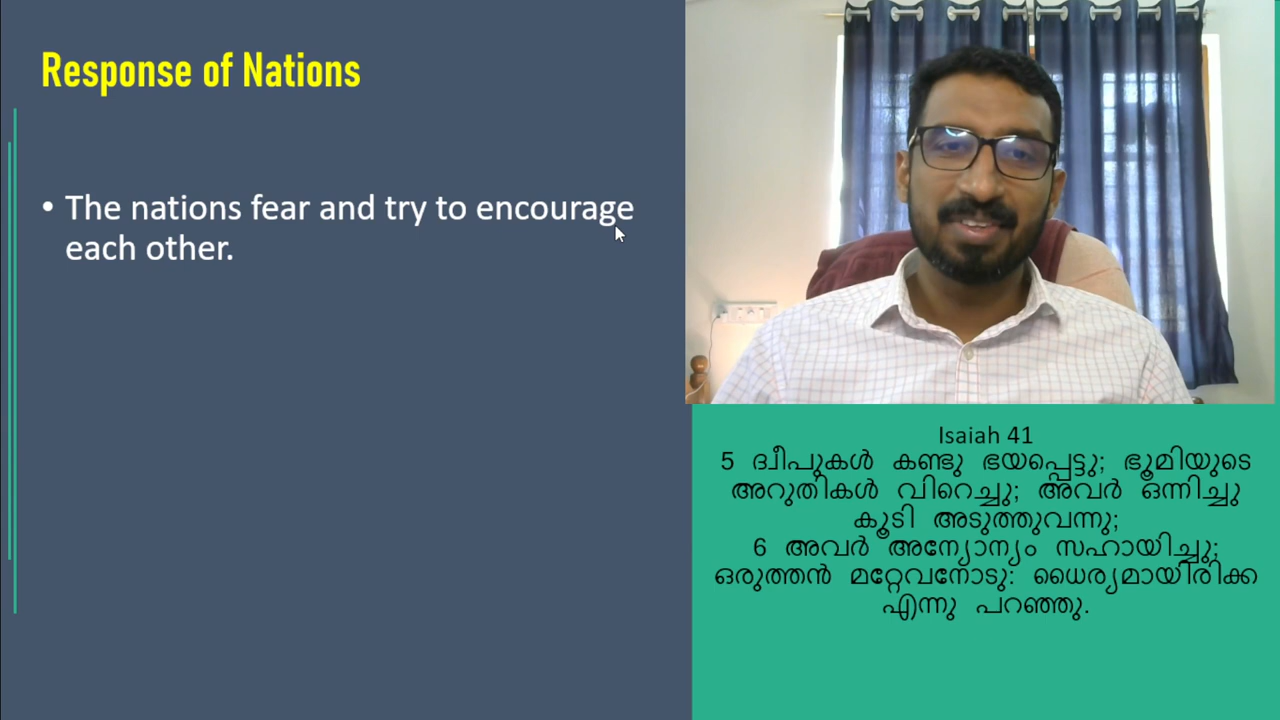 Response of Nations
• The nations fear and try to encourage
each other.
Isaiah 41
5 ദ്വീപുകൾ കണ്ടു ഭയപ്പെട്ടു; ഭൂമിയുടെ
അറുതികൾ വിറെച്ചു; അവർ ഒന്നിച്ചു
കൂടി അടുത്തുവന്നു;
6 അവർ അന്യോന്യം സഹായിച്ചു;
ഒരുത്തൻ മറ്റേവനോടു: ധൈര്യമായിരിക്ക
എന്നു പറഞ്ഞു.